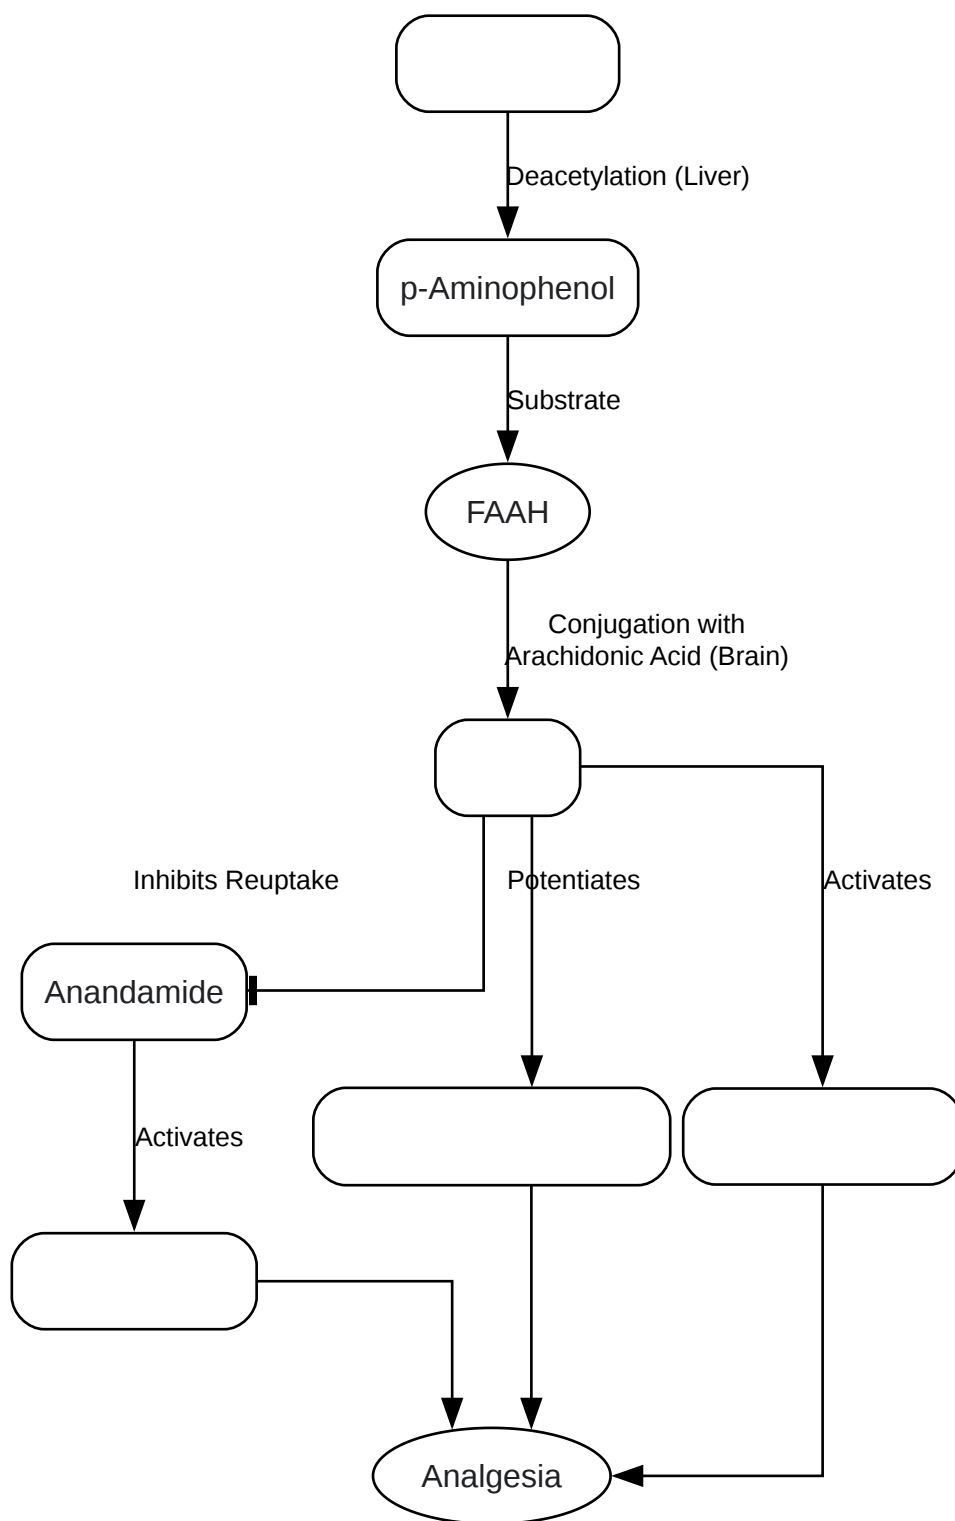 Deacetylation (Liver)
p-Aminophenol
Substrate
FAAH
Conjugation with
Arachidonic Acid (Brain)
Inhibits Reuptake
Potentiates
Activates
Anandamide
Activates
Analgesia